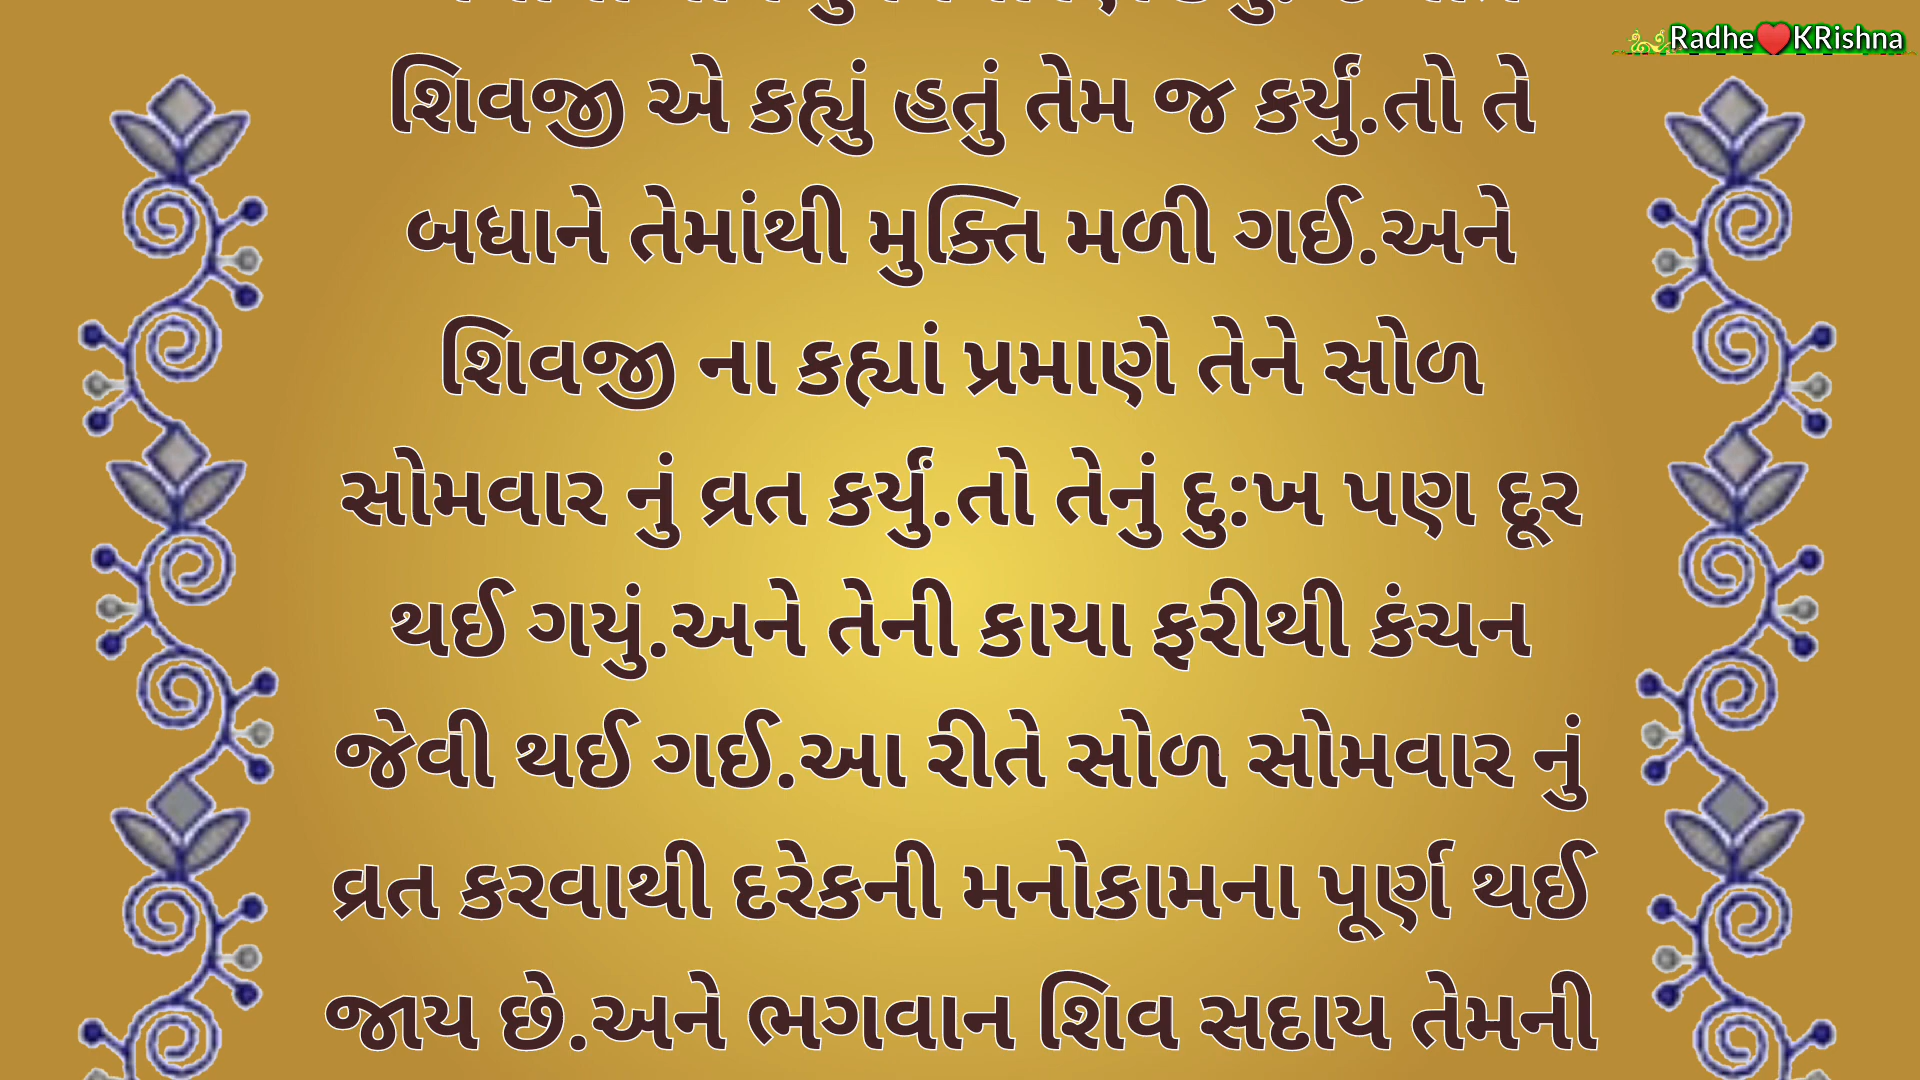 Radhe❤️KRishna
શિવજી એ કહ્યું હતું તેમ જ કર્યું.તો તે
બધાને તેમાંથી મુક્તિ મળી ગઈ.અને
શિવજી ના કહ્યાં પ્રમાણે તેને સોળ
સોમવાર નું વ્રત કર્યું.તો તેનું દુ:ખ પણ દૂર
થઈ ગયું.અને તેની કાયા ફરીથી કંચન
જેવી થઈ ગઈ.આ રીતે સોળ સોમવાર નું
વ્રત કરવાથી દરેકની મનોકામના પૂર્ણ થઈ
જાય છે.અને ભગવાન શિવ સદાય તેમની